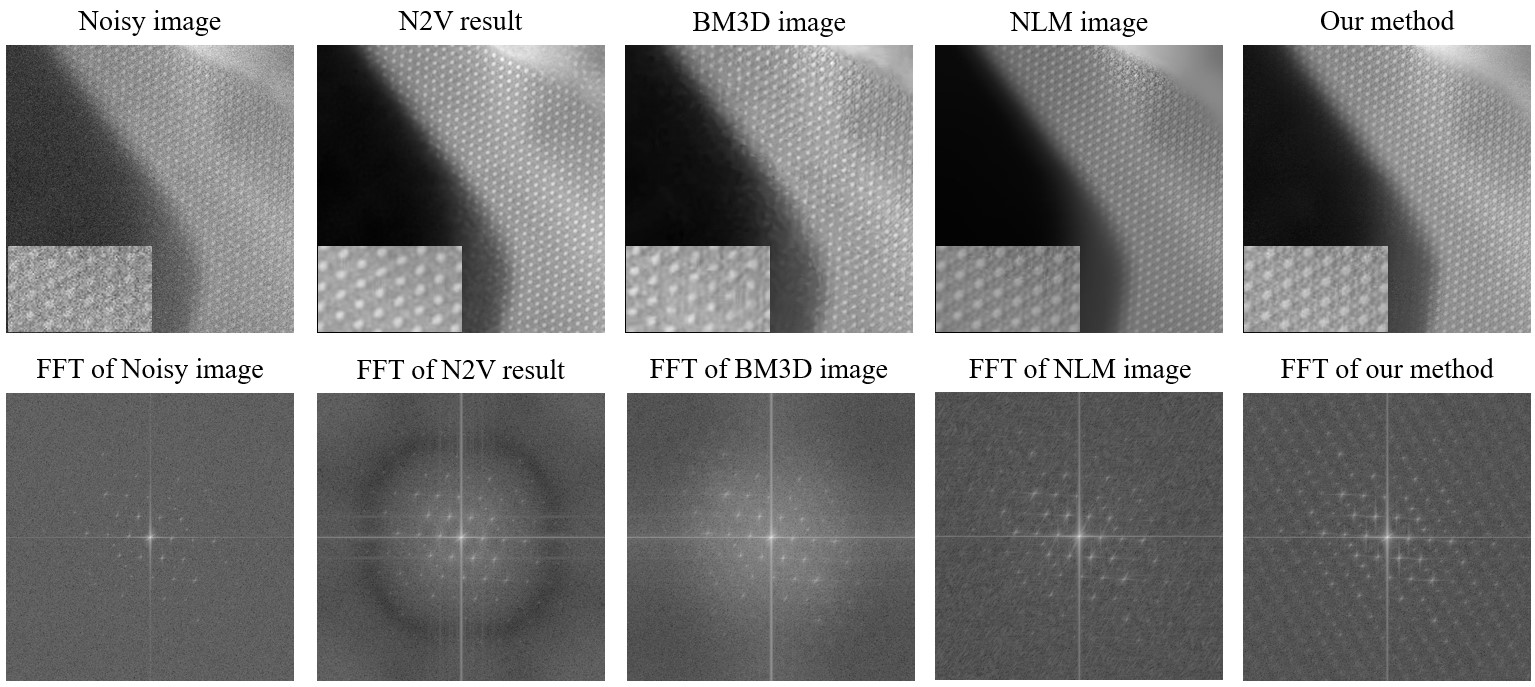 Noisy image
N2V result
BM3D image
NLM image
Our method
FFT of Noisy image
FFT of N2V result
FFT of BM3D image
FFT of NLM image
FFT of our method